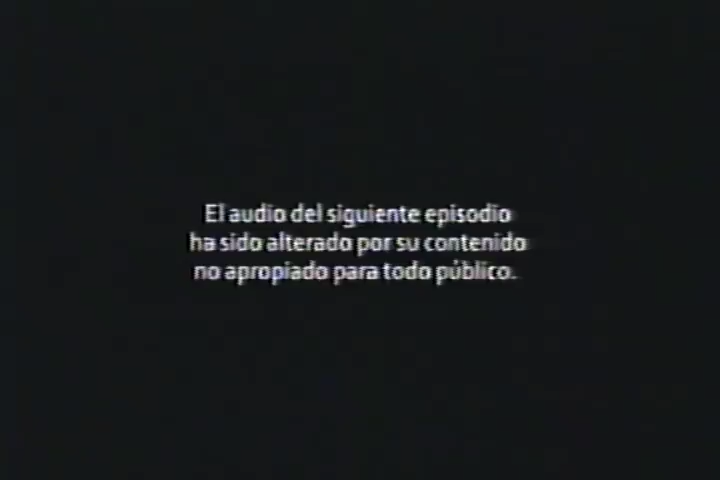 El audio del siguiente episodio
ha sido alterado por su contenido
no apropiado para todo público.